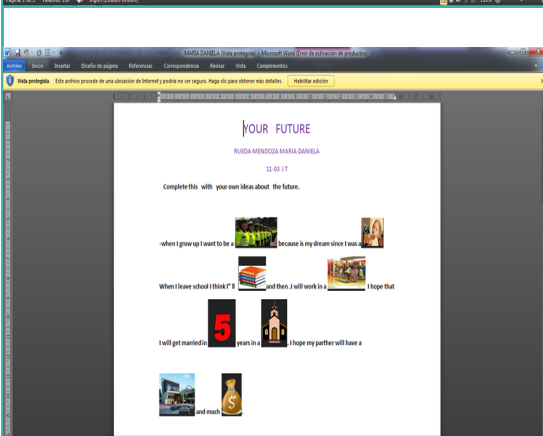 MARIA DANIELA (Vista protegida) - Microsoft Word (Error de activación de productos)
Archivo Inicio Insertar Diseño de página Referencias Correspondencia Revisar Vista Complementos
Vista protegida Este archivo procede de una ubicación de Internet y podría no ser seguro. Haga clic para obtener más detalles. Habilitar edición
YOUR FUTURE
RUEDA MENDOZA MARIA DANIELA
11-03 J T
Complete this with your own ideas about the future.
-when I grow up I want to be a because is my dream since I was a
When I leave school I think I" ll and then .I will work in a I hope that
5
I will get married in years in a . I hope my parther will have a
$
and much